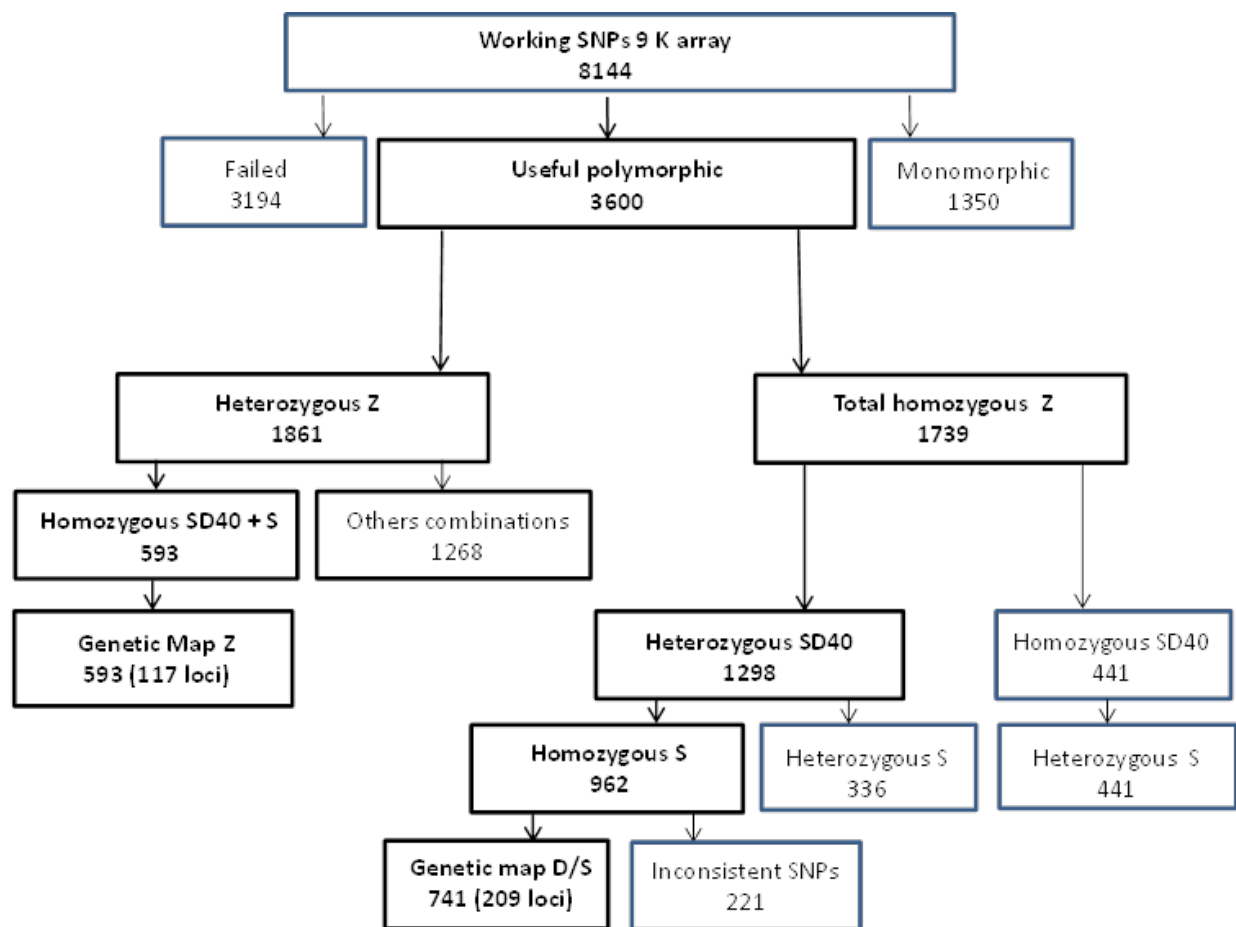 Working SNPs 9 K array
8144
Failed
3194
Useful polymorphic
3600
Monomorphic
1350
Heterozygous Z
1861
Total homozygous Z
1739
Homozygous SD40 + S
593
Others combinations
1268
Genetic Map Z
593 (117 loci)
Heterozygous SD40
1298
Homozygous SD40
441
Homozygous S
962
Heterozygous S
336
Heterozygous S
441
Genetic map D/S
741 (209 loci)
Inconsistent SNPs
221